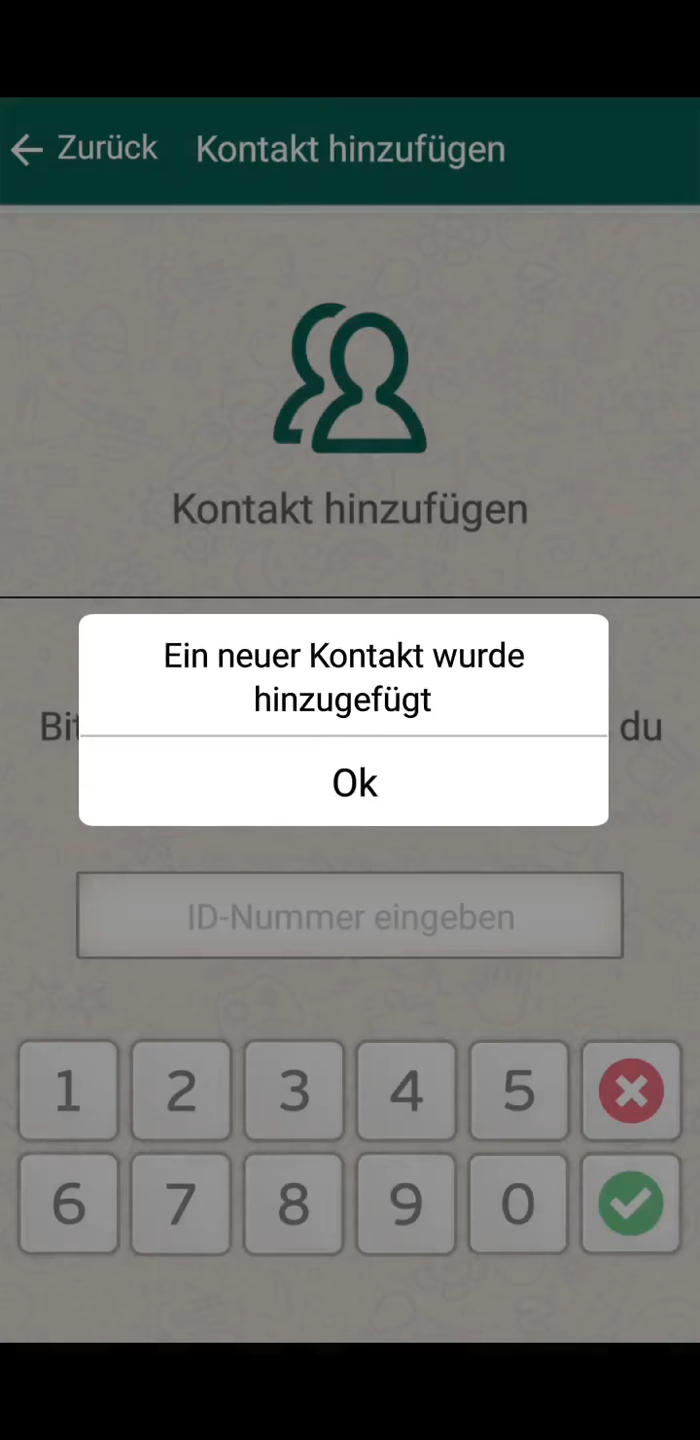 Zurück Kontakt hinzufügen
Kontakt hinzufügen
Ein neuer Kontakt wurde
hinzugefügt
du
Ok
ID-Nummer eingeben
1 2 3 4 5
6 7 8 9 0